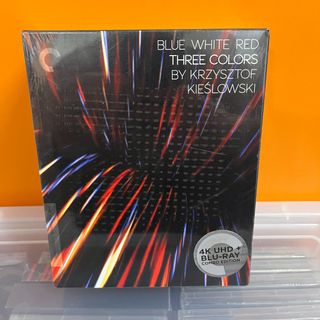 BLUE WHITE RED
THREE COLORS
BY KRZYSZTOF
KIEŚLOWSKI
4K UHD +
BLU-RAY
COMBO EDITION